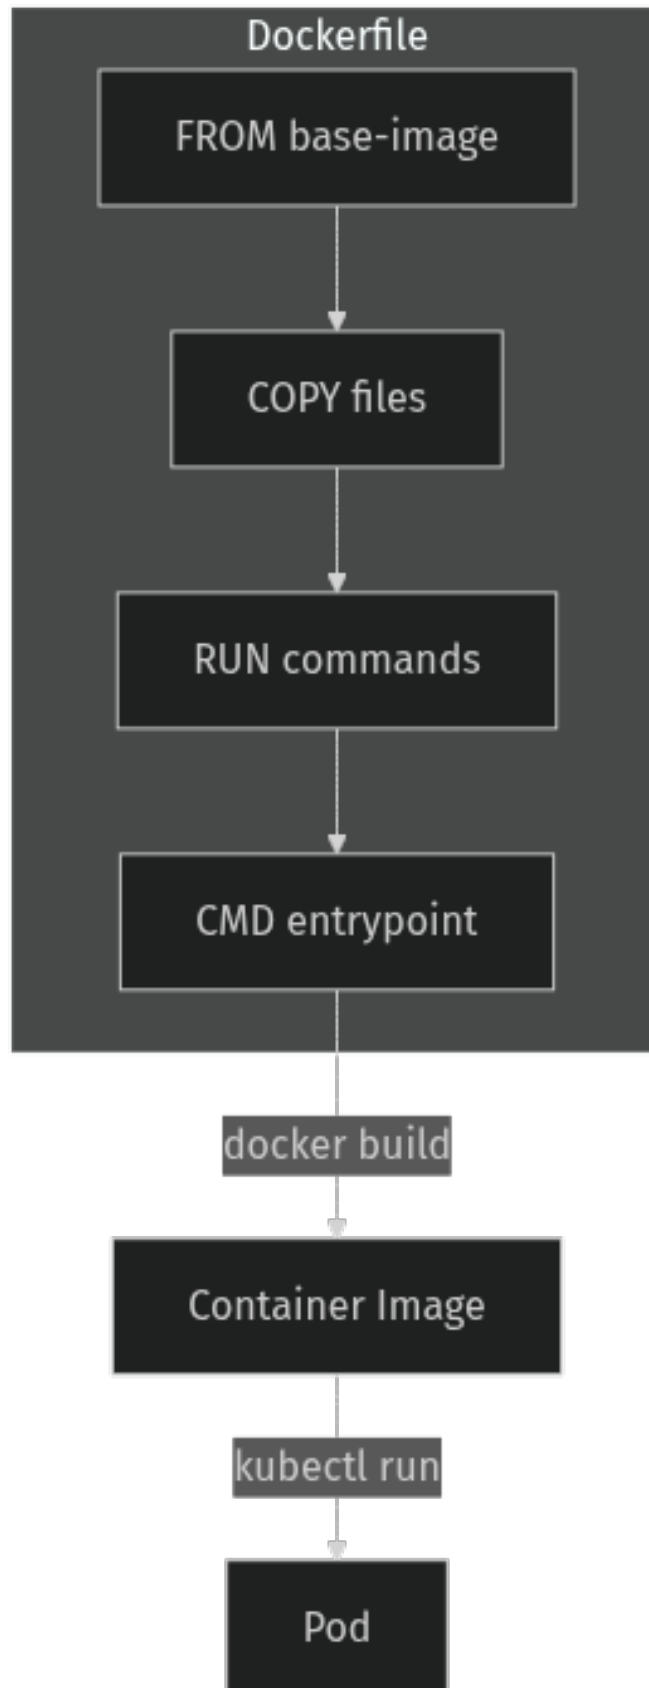 Dockerfile
FROM base-image
COPY files
RUN commands
CMD entrypoint
docker build
Container Image
kubectl run
Pod